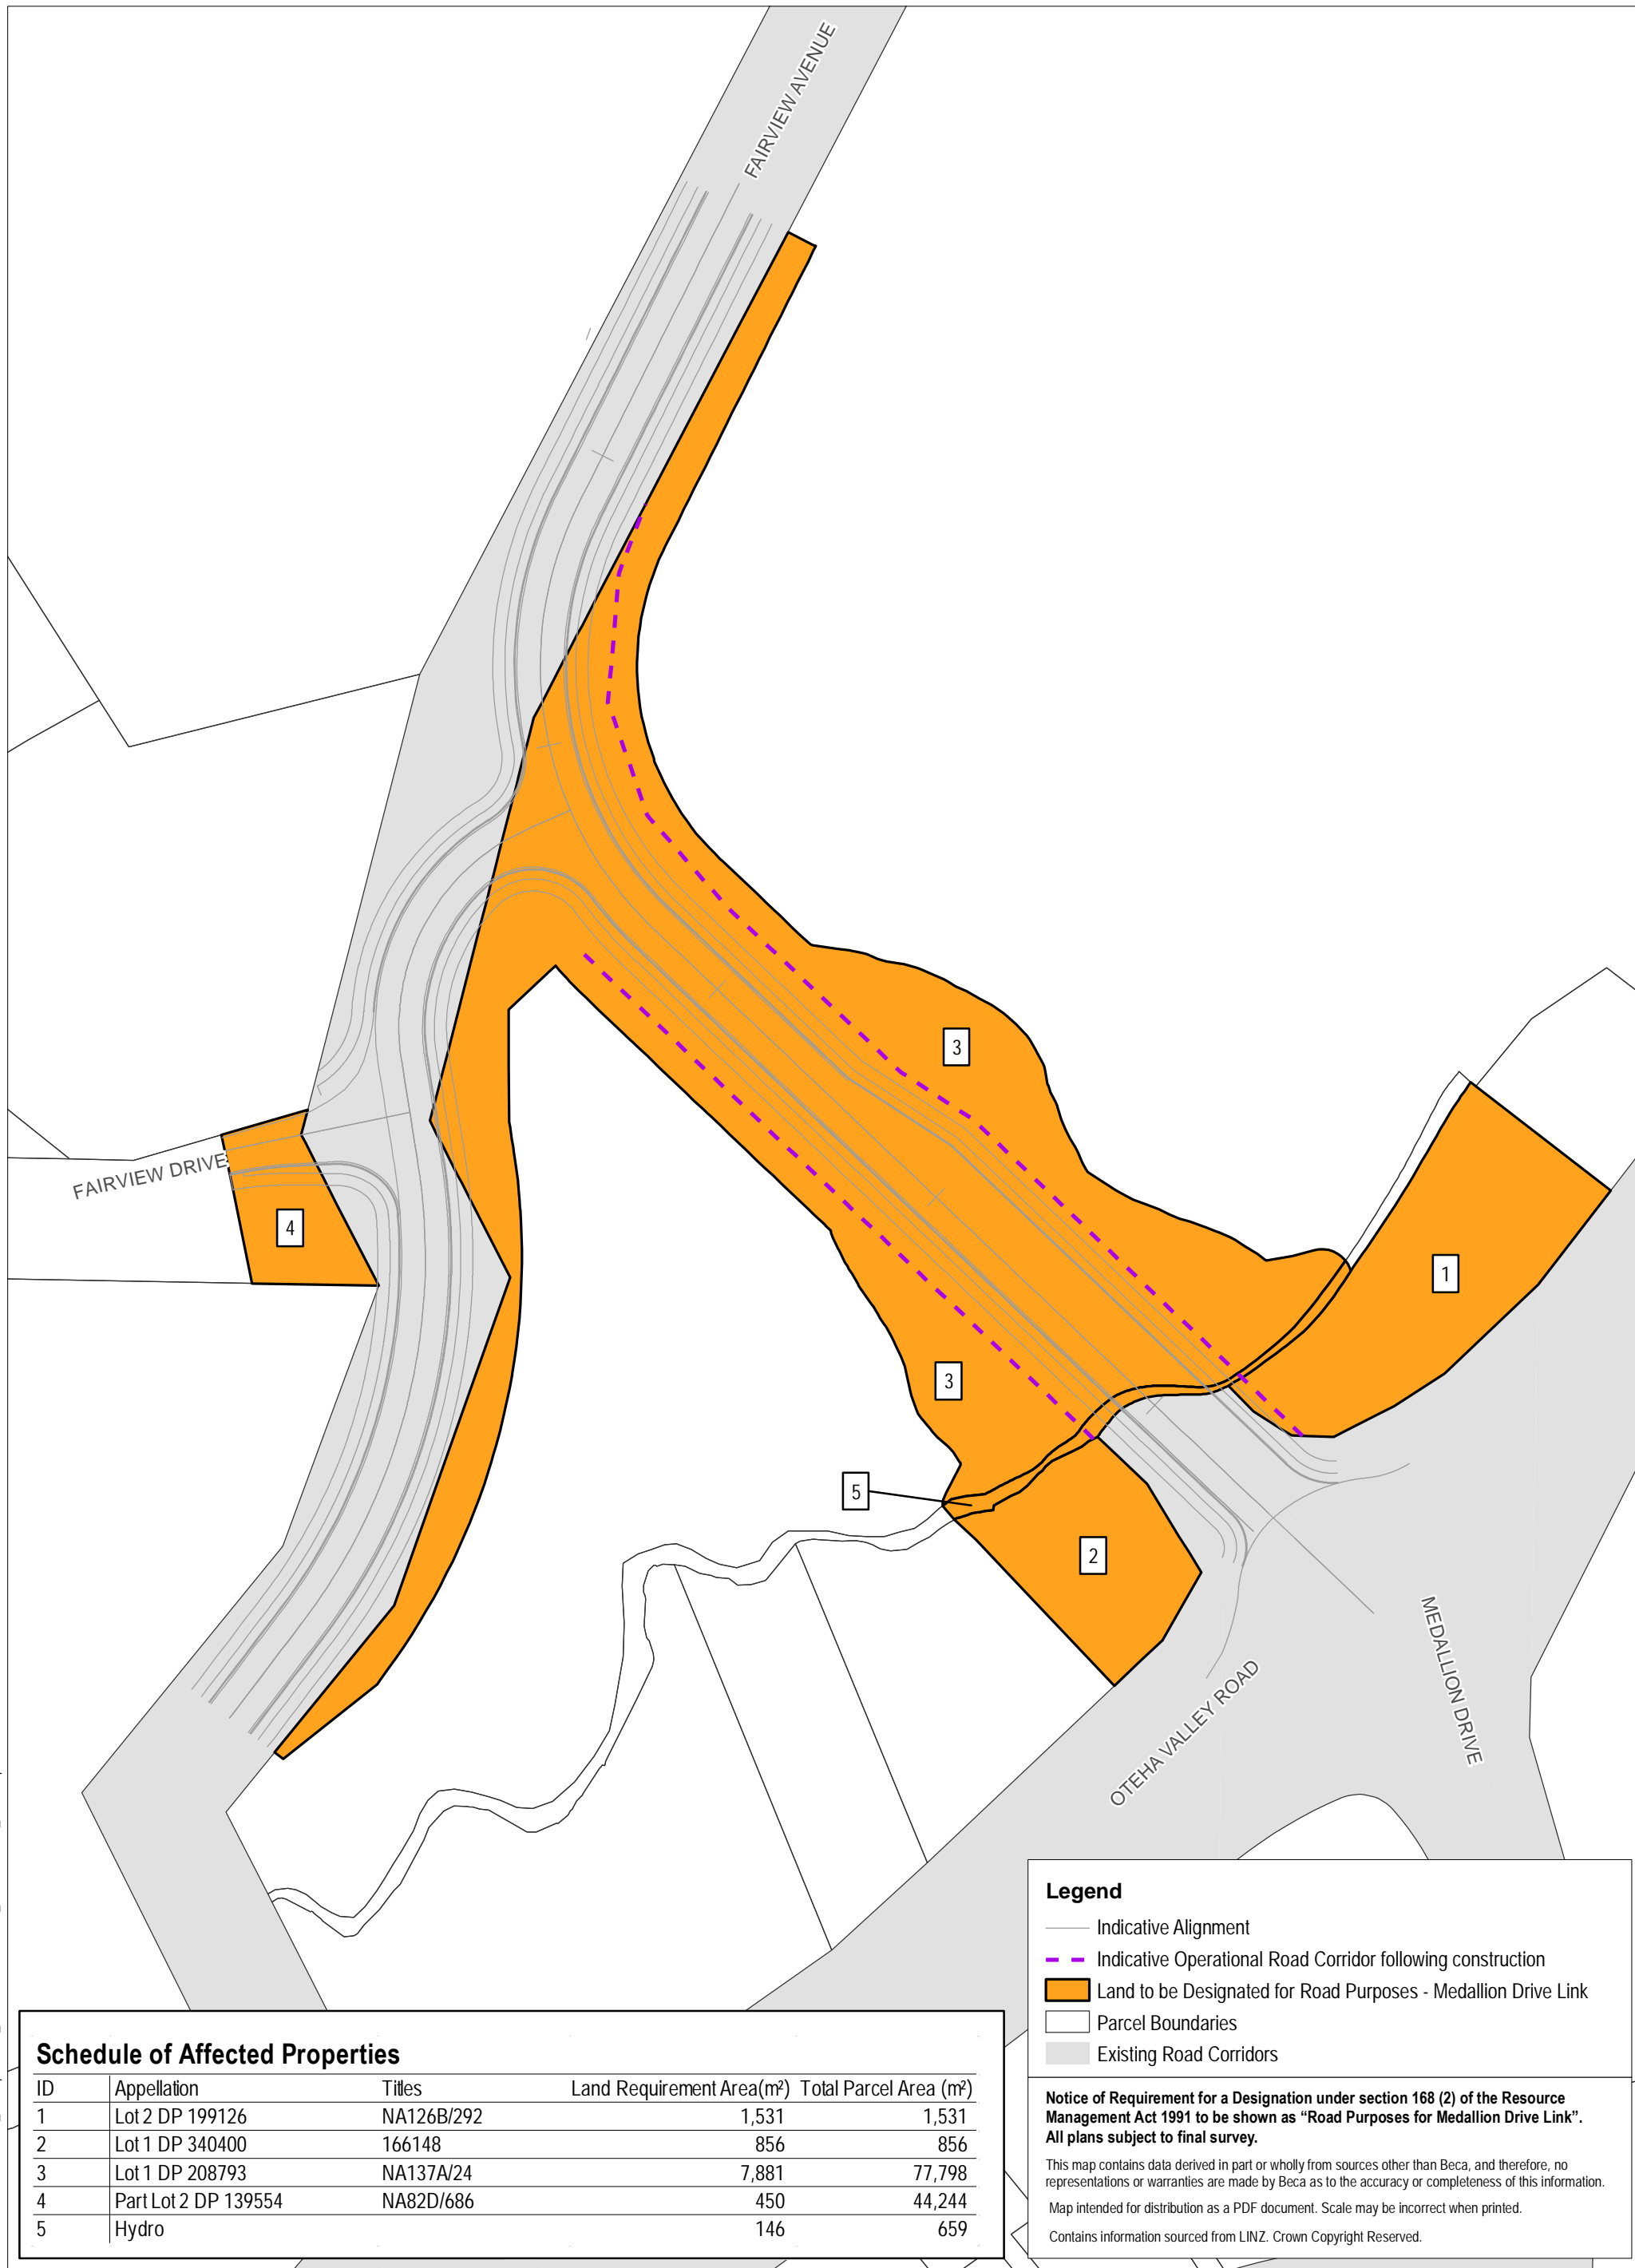 FAIRVIEW AVENUE
3
FAIRVIEW DRIVE
4
1
3
5
2
MEDALLION DRIVE
OTEHA VALLEY ROAD
Legend
Indicative Alignment
Indicative Operational Road Corridor following construction
Land to be Designated for Road Purposes - Medallion Drive Link
Parcel Boundaries
Existing Road Corridors
Schedule of Affected Properties
ID Appellation Titles Land Requirement Area(m²) Total Parcel Area (m²)
1 Lot 2 DP 199126 NA126B/292 1,531 1,531
2 Lot 1 DP 340400 166148 856 856
3 Lot 1 DP 208793 NA137A/24 7,881 77,798
4 Part Lot 2 DP 139554 NA82D/686 450 44,244
5 Hydro 146 659
Notice of Requirement for a Designation under section 168 (2) of the Resource
Management Act 1991 to be shown as “Road Purposes for Medallion Drive Link”.
All plans subject to final survey.
This map contains data derived in part or wholly from sources other than Beca, and therefore, no
representations or warranties are made by Beca as to the accuracy or completeness of this information.
Map intended for distribution as a PDF document. Scale may be incorrect when printed.
Contains information sourced from LINZ. Crown Copyright Reserved.